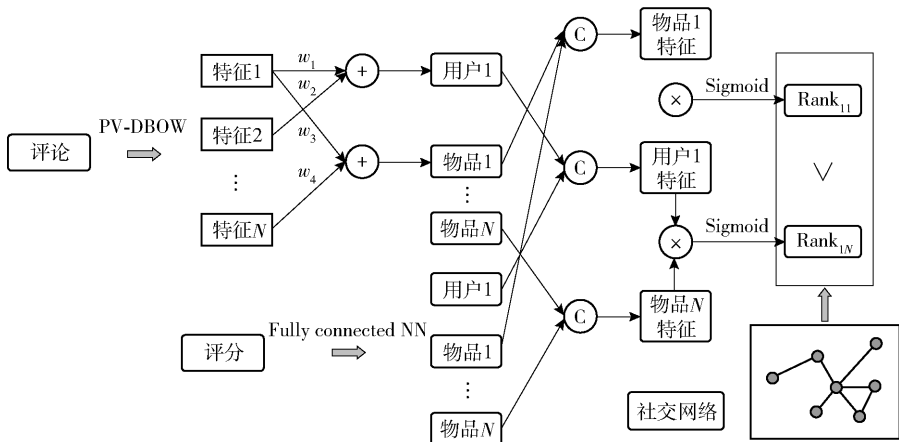 评论
PV-DBOW
特征1
特征2
⋮
特征N
w₁
w₂
w₃
w₄
+
+
用户1
物品1
⋮
物品N
评分
Fully connected NN
用户1
物品1
⋮
物品N
C
C
C
物品1
特征
用户1
特征
物品N
特征
×
×
Sigmoid
Sigmoid
Rank₁₁
∨
Rank₁N
社交网络